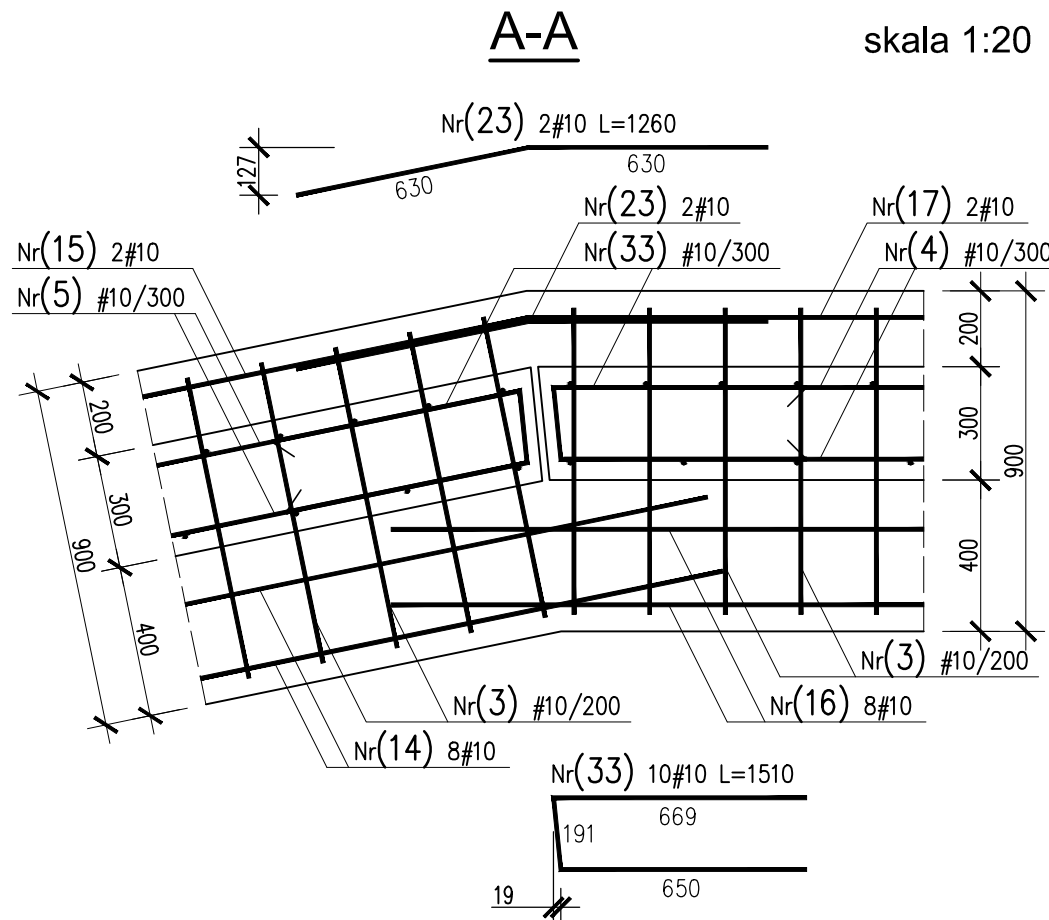 A-A
skala 1:20
Nr(23) 2#10 L=1260
127
630
630
Nr(23) 2#10
Nr(17) 2#10
Nr(15) 2#10
Nr(33) #10/300
Nr(4) #10/300
Nr(5) #10/300
200
300
400
900
200
300
400
900
Nr(3) #10/200
Nr(3) #10/200
Nr(16) 8#10
Nr(14) 8#10
Nr(33) 10#10 L=1510
669
191
650
19